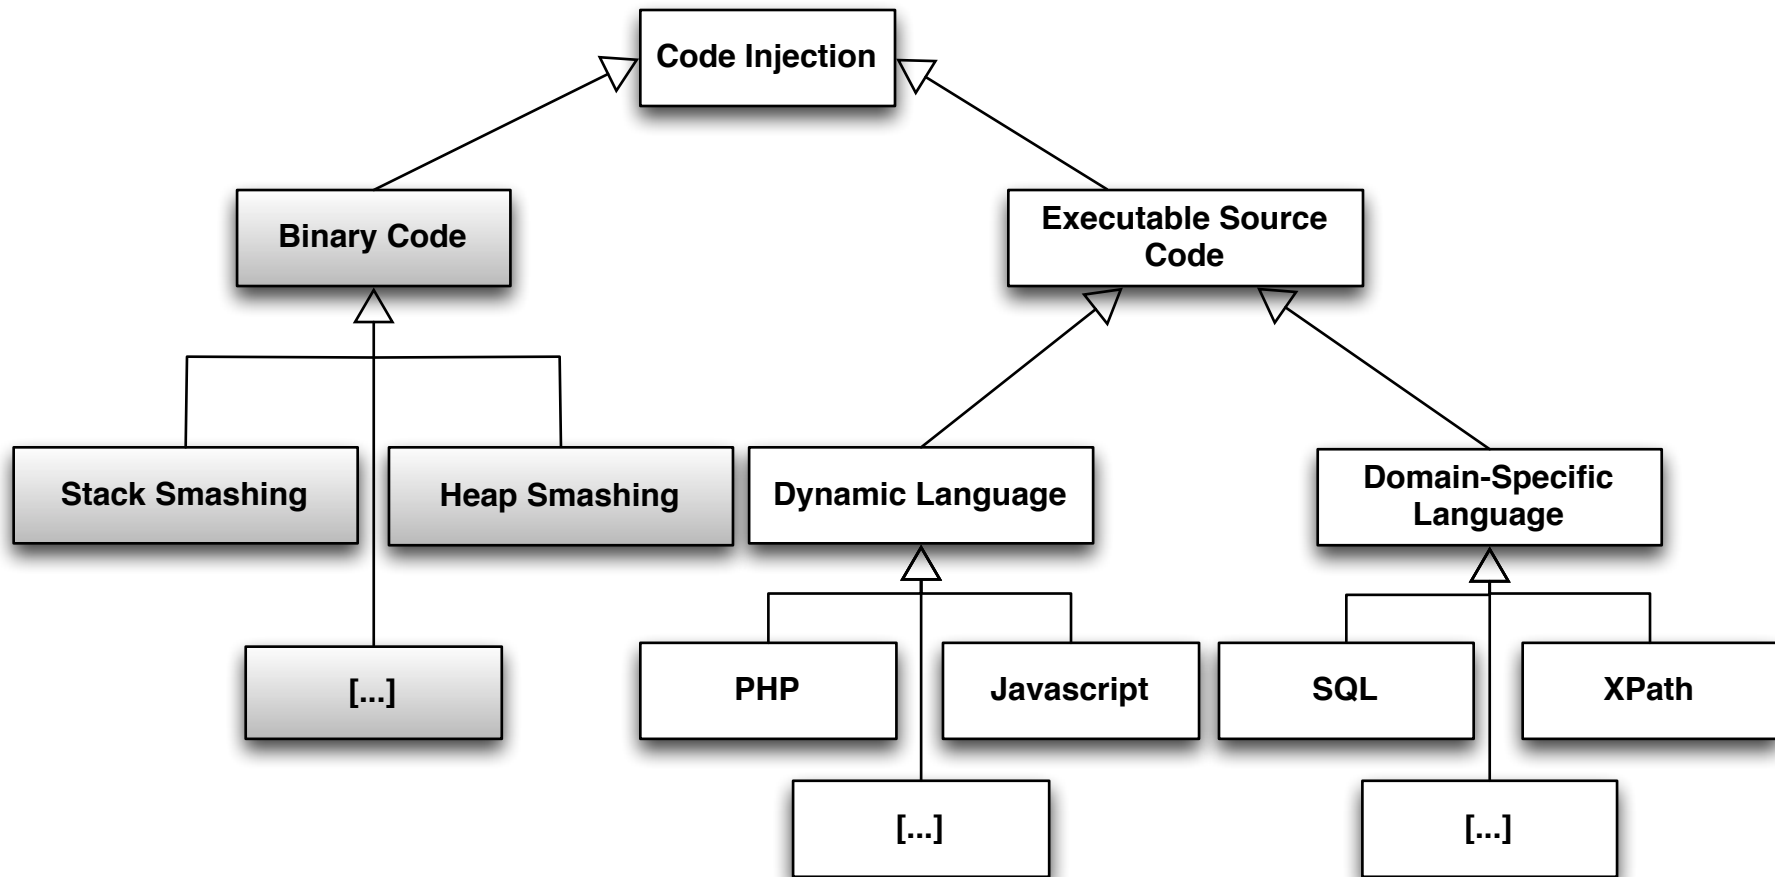 Code Injection
Binary Code
Executable Source
Code
Stack Smashing
Heap Smashing
Dynamic Language
Domain-Specific
Language
[...]
PHP
Javascript
SQL
XPath
[...]
[...]